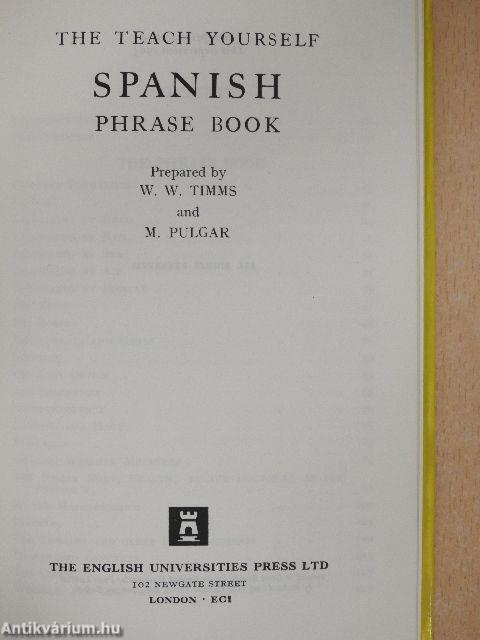 THE TEACH YOURSELF
SPANISH
PHRASE BOOK
Prepared by
W. W. TIMMS
and
M. PULGAR
THE ENGLISH UNIVERSITIES PRESS LTD
102 NEWGATE STREET
LONDON · EC1
Antikvárium.hu